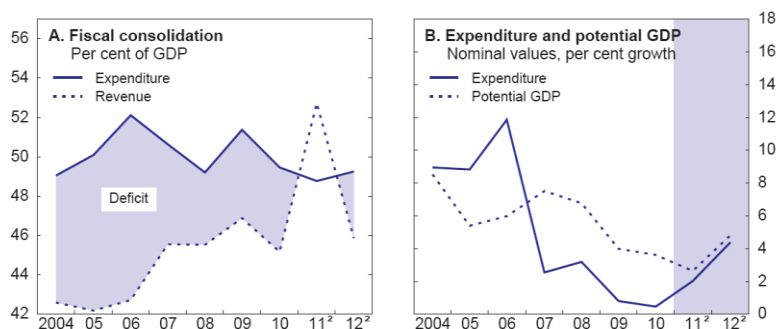 A. Fiscal consolidation
Per cent of GDP
Expenditure
Revenue
Deficit
56
54
52
50
48
46
44
42
2004 05 06 07 08 09 10 11² 12²
B. Expenditure and potential GDP
Nominal values, per cent growth
Expenditure
Potential GDP
18
16
14
12
10
8
6
4
2
0
2004 05 06 07 08 09 10 11² 12²